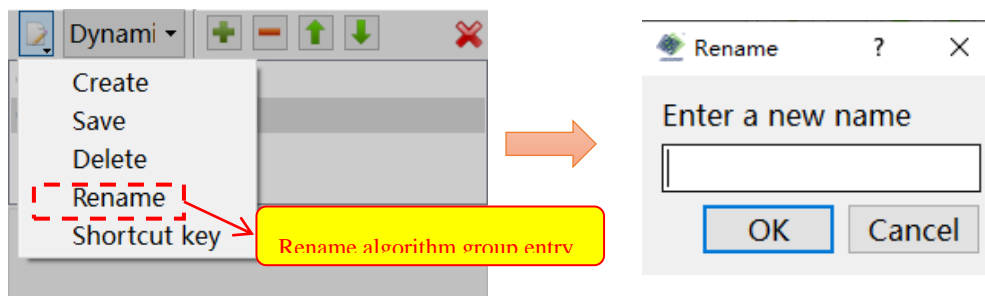 Dynami
Create
Save
Delete
Rename
Shortcut key
Rename algorithm group entry
Rename ?
Enter a new name
OK Cancel